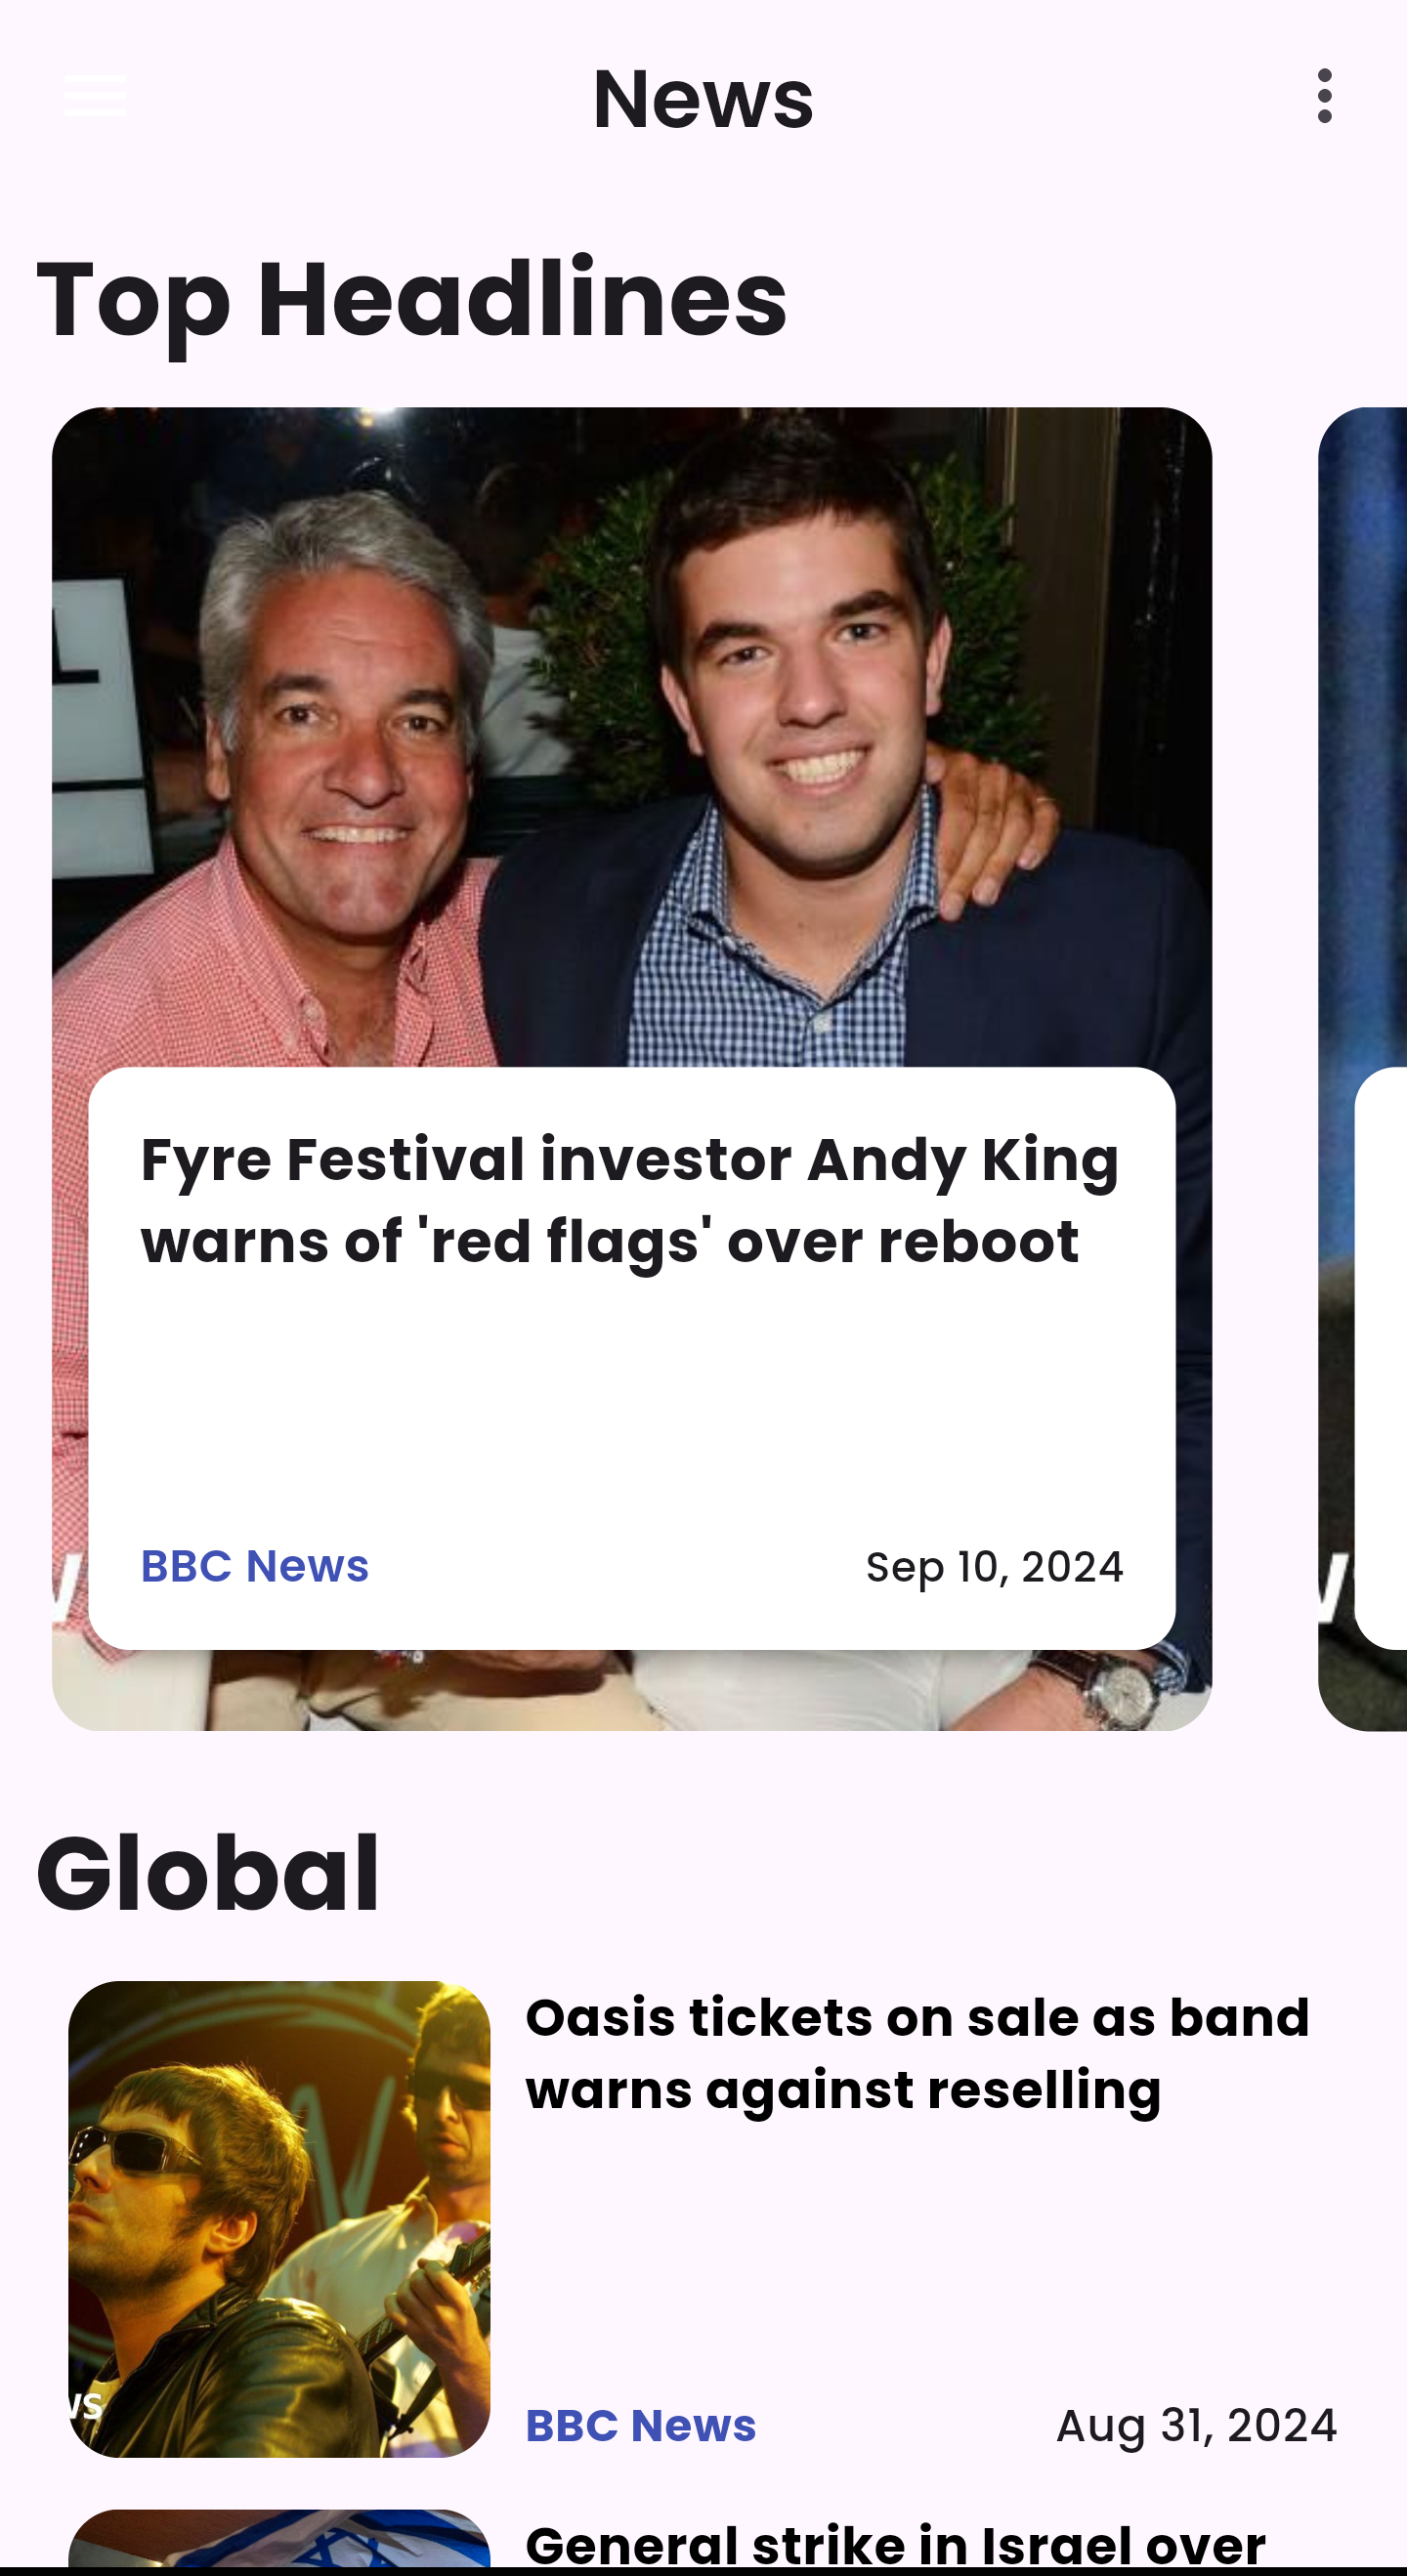 News
Top Headlines
Fyre Festival investor Andy King
warns of 'red flags' over reboot
BBC News
Sep 10, 2024
Global
Oasis tickets on sale as band
warns against reselling
BBC News
Aug 31, 2024
General strike in Israel over